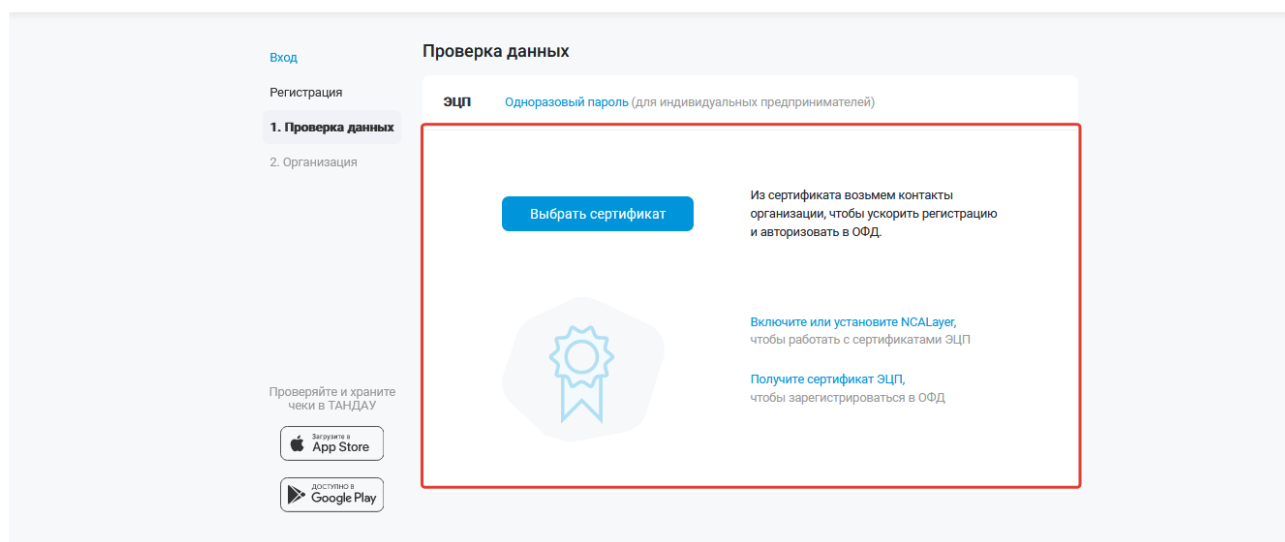 Вход
Регистрация
1. Проверка данных
2. Организация
Проверяйте и храните
чеки в ТАНДАУ
Загрузите в
App Store
ДОСТУПНО В
Google Play
Проверка данных
ЭЦП Одноразовый пароль (для индивидуальных предпринимателей)
Выбрать сертификат
Из сертификата возьмем контакты
организации, чтобы ускорить регистрацию
и авторизовать в ОФД.
Включите или установите NCALayer,
чтобы работать с сертификатами ЭЦП
Получите сертификат ЭЦП,
чтобы зарегистрироваться в ОФД